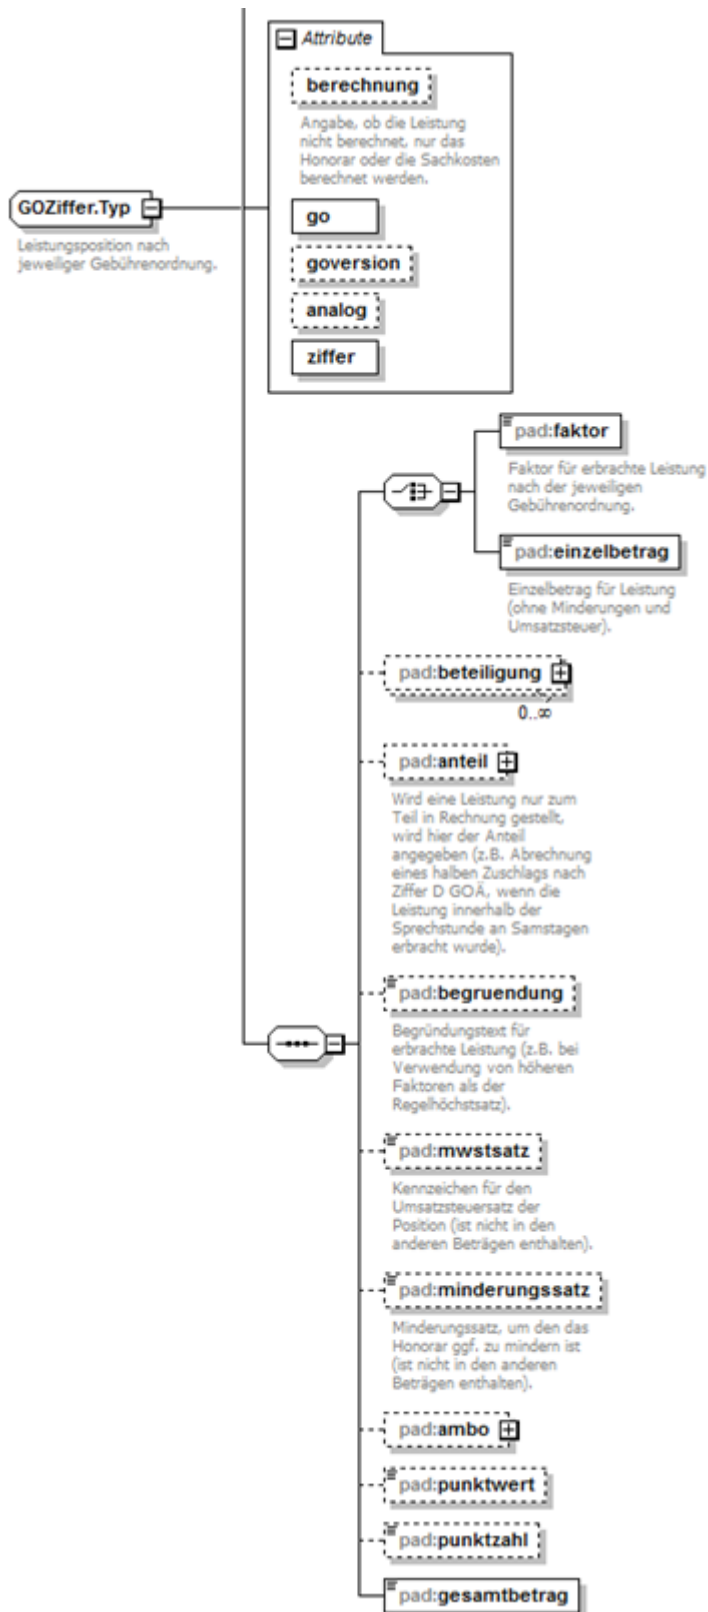 Attribute
berechnung
Angabe, ob die Leistung
nicht berechnet, nur das
Honorar oder die Sachkosten
berechnet werden.
GOZiffer.Typ
Leistungsposition nach
jeweiliger Gebührenordnung.
go
goversion
analog
ziffer
pad:faktor
Faktor für erbrachte Leistung
nach der jeweiligen
Gebührenordnung.
pad:einzelbetrag
Einzelbetrag für Leistung
(ohne Minderungen und
Umsatzsteuer).
pad:beteiligung
0..∞
pad:anteil
Wird eine Leistung nur zum
Teil in Rechnung gestellt,
wird hier der Anteil
angegeben (z.B. Abrechnung
eines halben Zuschlags nach
Ziffer D GOÄ, wenn die
Leistung innerhalb der
Sprechstunde an Samstagen
erbracht wurde).
pad:begruendung
Begründungstext für
erbrachte Leistung (z.B. bei
Verwendung von höheren
Faktoren als der
Regelhöchstsatz).
pad:mwstsatz
Kennzeichen für den
Umsatzsteuersatz der
Position (ist nicht in den
anderen Beträgen enthalten).
pad:minderungssatz
Minderungssatz, um den das
Honorar ggf. zu mindern ist
(ist nicht in den anderen
Beträgen enthalten).
pad:ambo
pad:punktwert
pad:punktzahl
pad:gesamtbetrag